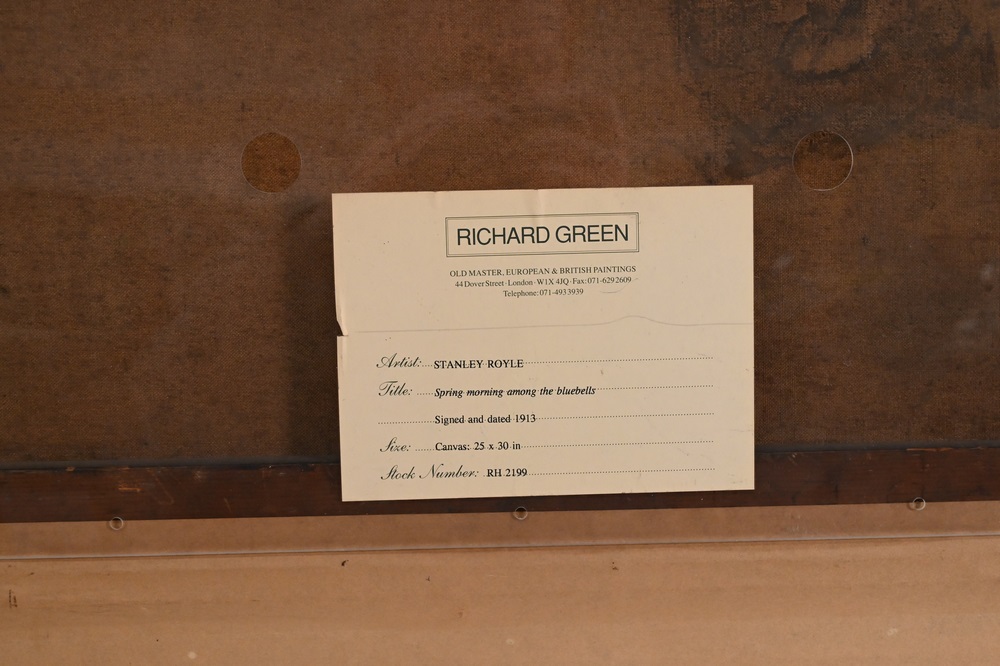 RICHARD GREEN
OLD MASTER, EUROPEAN & BRITISH PAINTINGS
44 Dover Street · London · W1X 4JQ · Fax: 071-629 2609
Telephone: 071-493 3939
Artist: STANLEY ROYLE
Title: Spring morning among the bluebells
Signed and dated 1913
Size: Canvas: 25 x 30 in
Stock Number: RH 2199